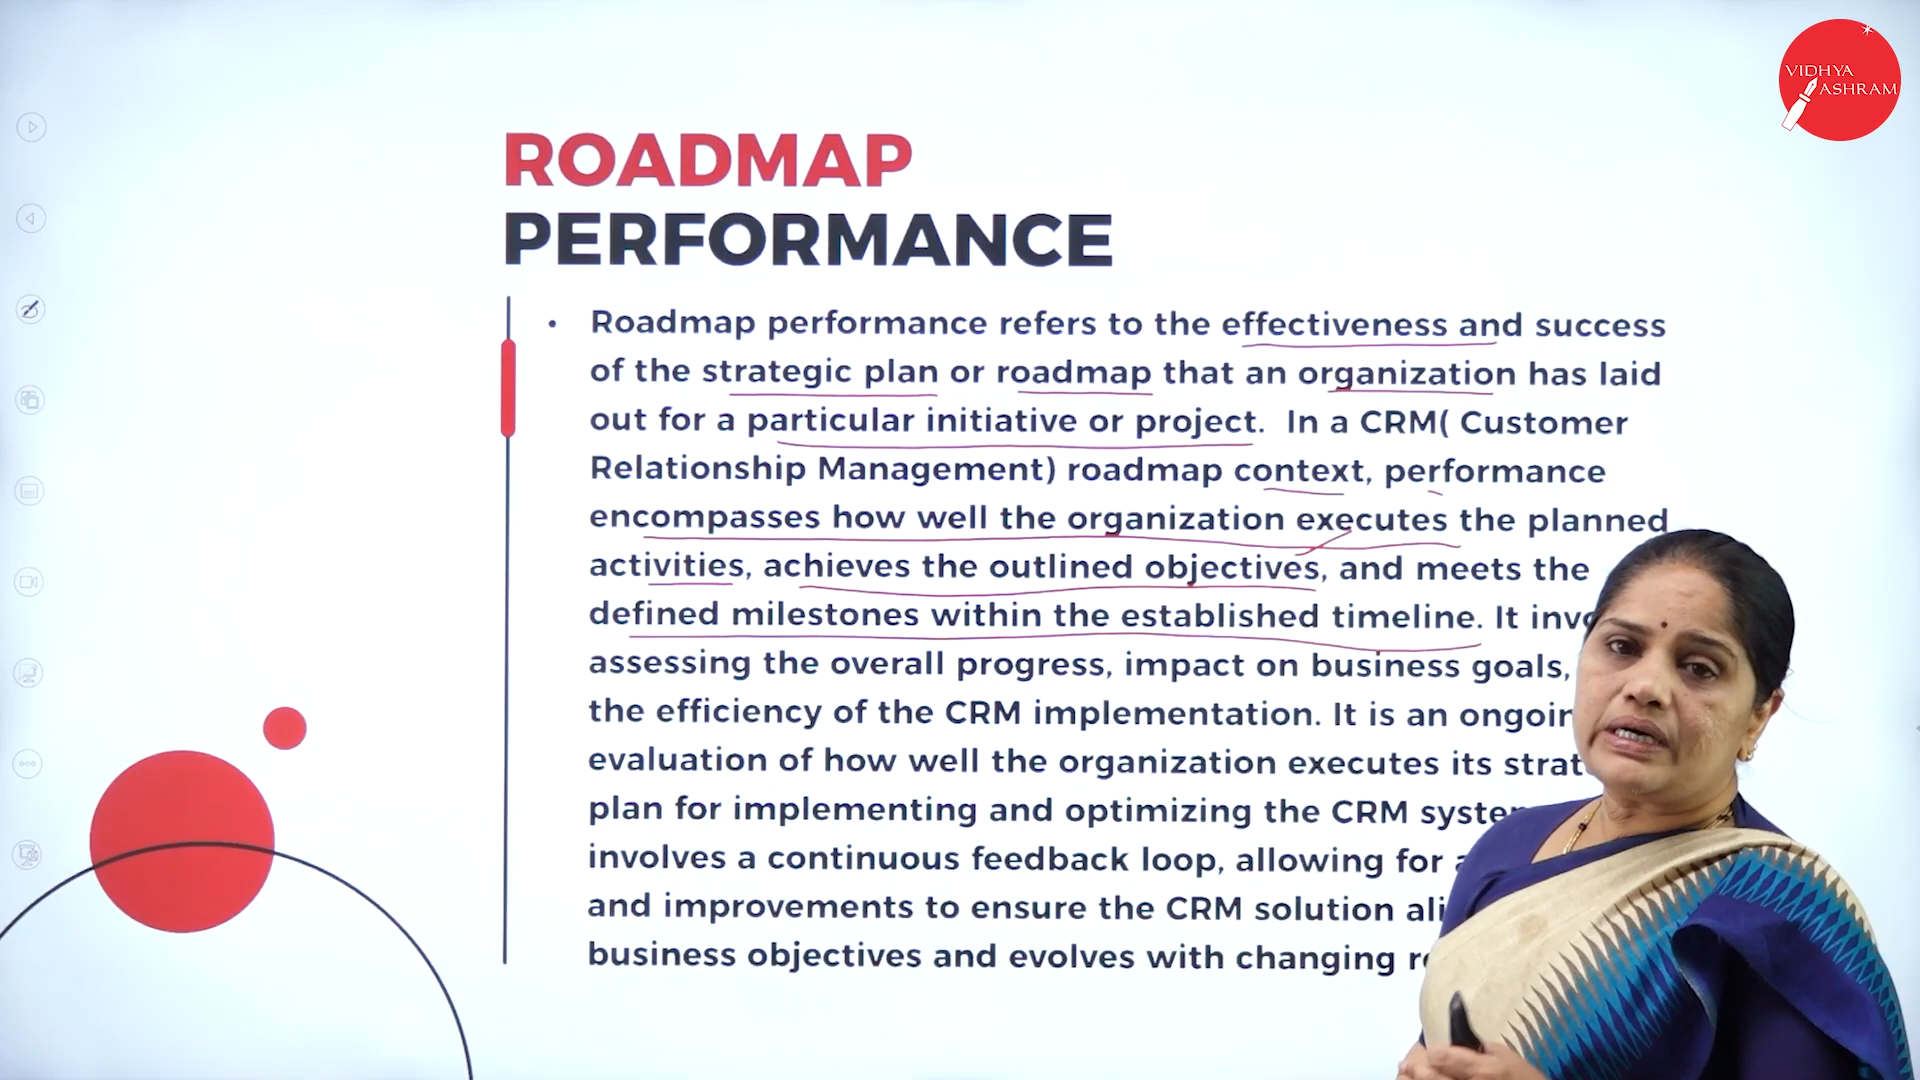 VIDHYA
ASHRAM
ROADMAP
PERFORMANCE
• Roadmap performance refers to the effectiveness and success
of the strategic plan or roadmap that an organization has laid
out for a particular initiative or project. In a CRM( Customer
Relationship Management) roadmap context, performance
encompasses how well the organization executes the planned
activities, achieves the outlined objectives, and meets the
defined milestones within the established timeline. It
assessing the overall progress, impact on business goals,
the efficiency of the CRM implementation. It is an
evaluation of how well the organization executes its
plan for implementing and optimizing the CRM
involves a continuous feedback loop, allowing for
and improvements to ensure the CRM solution
business objectives and evolves with changing